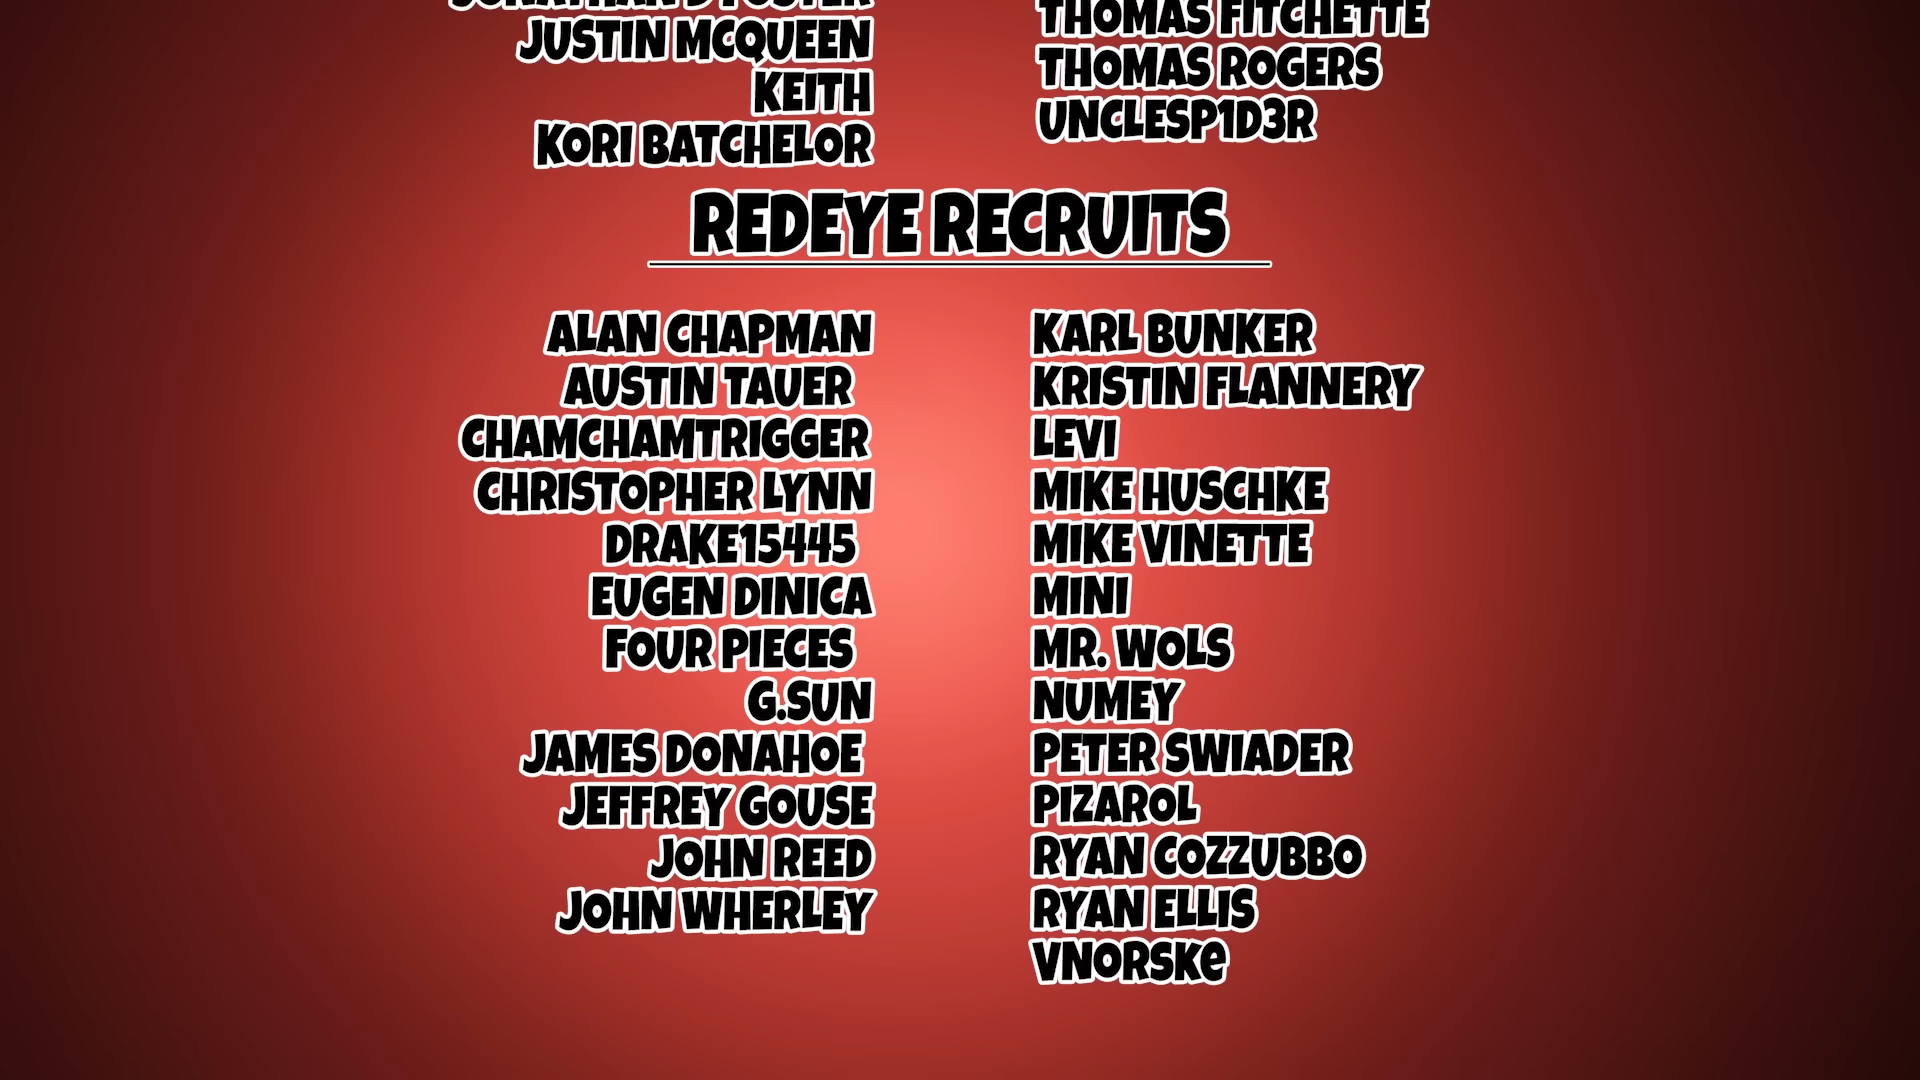 JUSTIN MCQUEEN
KEITH
KORI BATCHELOR
THOMAS FITCHETTE
THOMAS ROGERS
UNCLESP1D3R
REDEYE RECRUITS
ALAN CHAPMAN
AUSTIN TAUER
CHAMCHAMTRIGGER
CHRISTOPHER LYNN
DRAKE15445
EUGEN DINICA
FOUR PIECES
G.SUN
JAMES DONAHOE
JEFFREY GOUSE
JOHN REED
JOHN WHERLEY
KARL BUNKER
KRISTIN FLANNERY
LEVI
MIKE HUSCHKE
MIKE VINETTE
MINI
MR. WOLS
NUMEY
PETER SWIADER
PIZAROL
RYAN COZZUBBO
RYAN ELLIS
VNORSKe